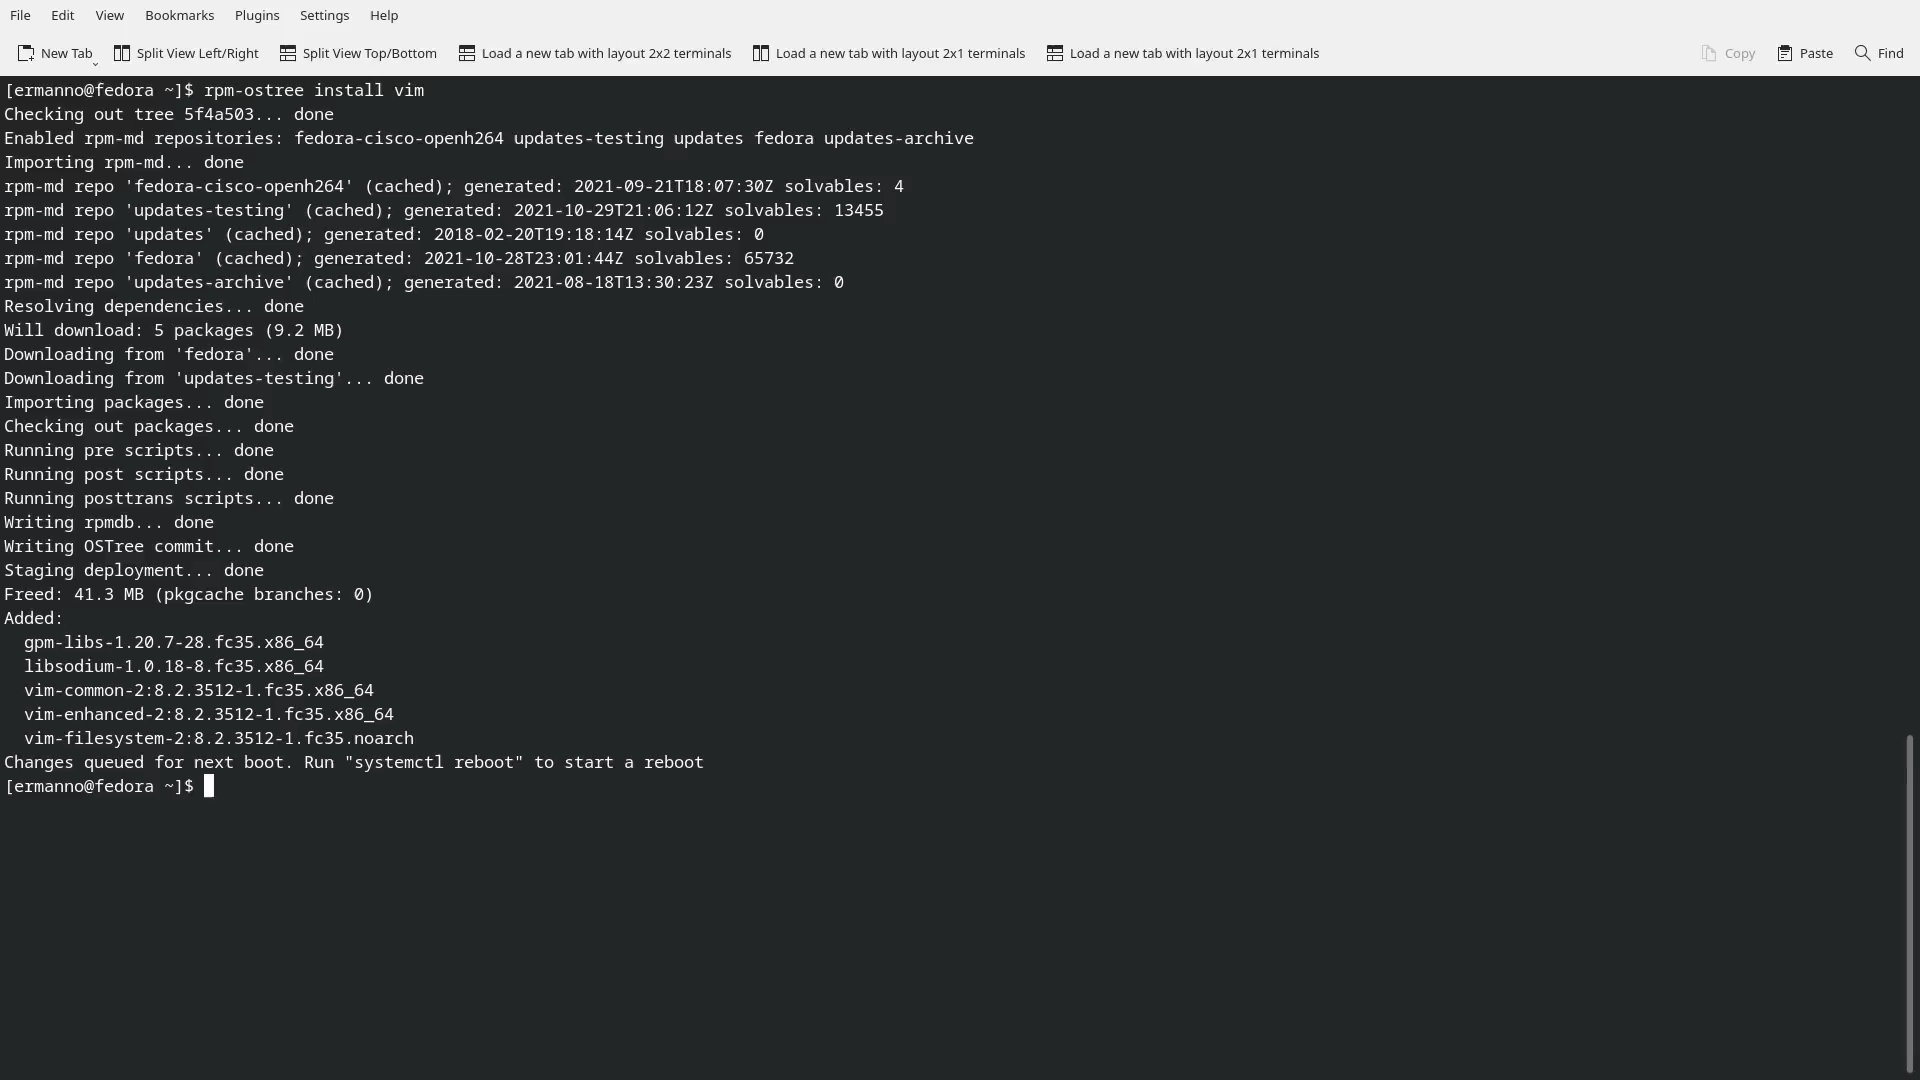 File Edit View Bookmarks Plugins Settings Help
New Tab Split View Left/Right Split View Top/Bottom Load a new tab with layout 2x2 terminals Load a new tab with layout 2x1 terminals Load a new tab with layout 2x1 terminals Copy Paste Find
[ermanno@fedora ~]$ rpm-ostree install vim
Checking out tree 5f4a503... done
Enabled rpm-md repositories: fedora-cisco-openh264 updates-testing updates fedora updates-archive
Importing rpm-md... done
rpm-md repo 'fedora-cisco-openh264' (cached); generated: 2021-09-21T18:07:30Z solvables: 4
rpm-md repo 'updates-testing' (cached); generated: 2021-10-29T21:06:12Z solvables: 13455
rpm-md repo 'updates' (cached); generated: 2018-02-20T19:18:14Z solvables: 0
rpm-md repo 'fedora' (cached); generated: 2021-10-28T23:01:44Z solvables: 65732
rpm-md repo 'updates-archive' (cached); generated: 2021-08-18T13:30:23Z solvables: 0
Resolving dependencies... done
Will download: 5 packages (9.2 MB)
Downloading from 'fedora'... done
Downloading from 'updates-testing'... done
Importing packages... done
Checking out packages... done
Running pre scripts... done
Running post scripts... done
Running posttrans scripts... done
Writing rpmdb... done
Writing OSTree commit... done
Staging deployment... done
Freed: 41.3 MB (pkgcache branches: 0)
Added:
  gpm-libs-1.20.7-28.fc35.x86_64
  libsodium-1.0.18-8.fc35.x86_64
  vim-common-2:8.2.3512-1.fc35.x86_64
  vim-enhanced-2:8.2.3512-1.fc35.x86_64
  vim-filesystem-2:8.2.3512-1.fc35.noarch
Changes queued for next boot. Run "systemctl reboot" to start a reboot
[ermanno@fedora ~]$